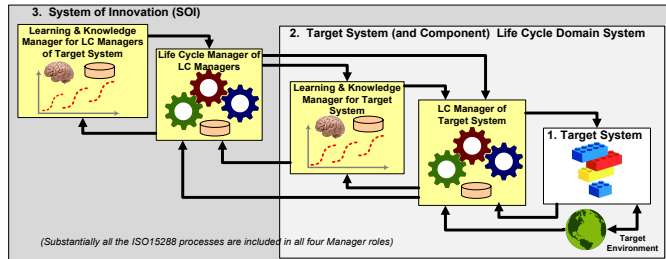 3. System of Innovation (SOI)
Learning & Knowledge
Manager for LC Managers
of Target System
Life Cycle Manager of
LC Managers
2. Target System (and Component) Life Cycle Domain System
Learning & Knowledge
Manager for Target
System
LC Manager of
Target System
1. Target System
Target
Environment
(Substantially all the ISO15288 processes are included in all four Manager roles)